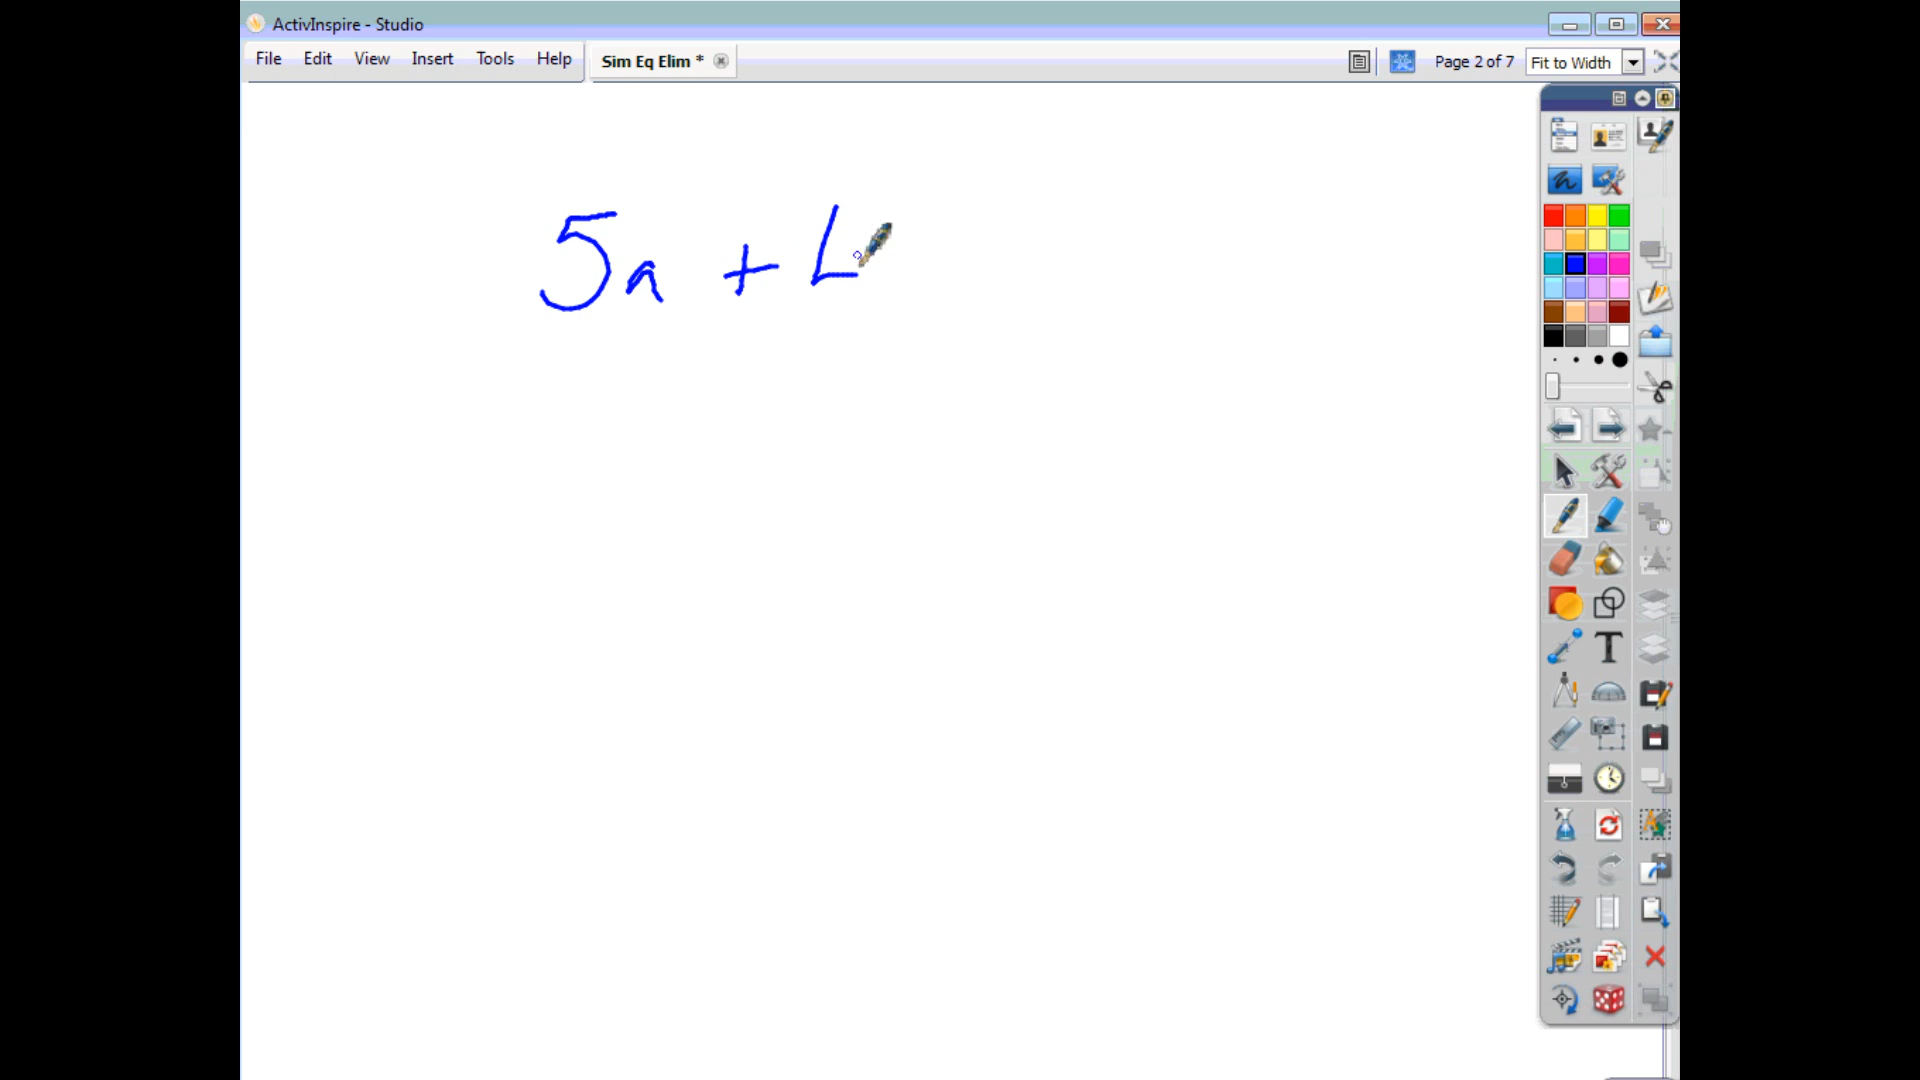 ActivInspire - Studio
File Edit View Insert Tools Help Sim Eq Elim * Page 2 of 7 Fit to Width
5a +